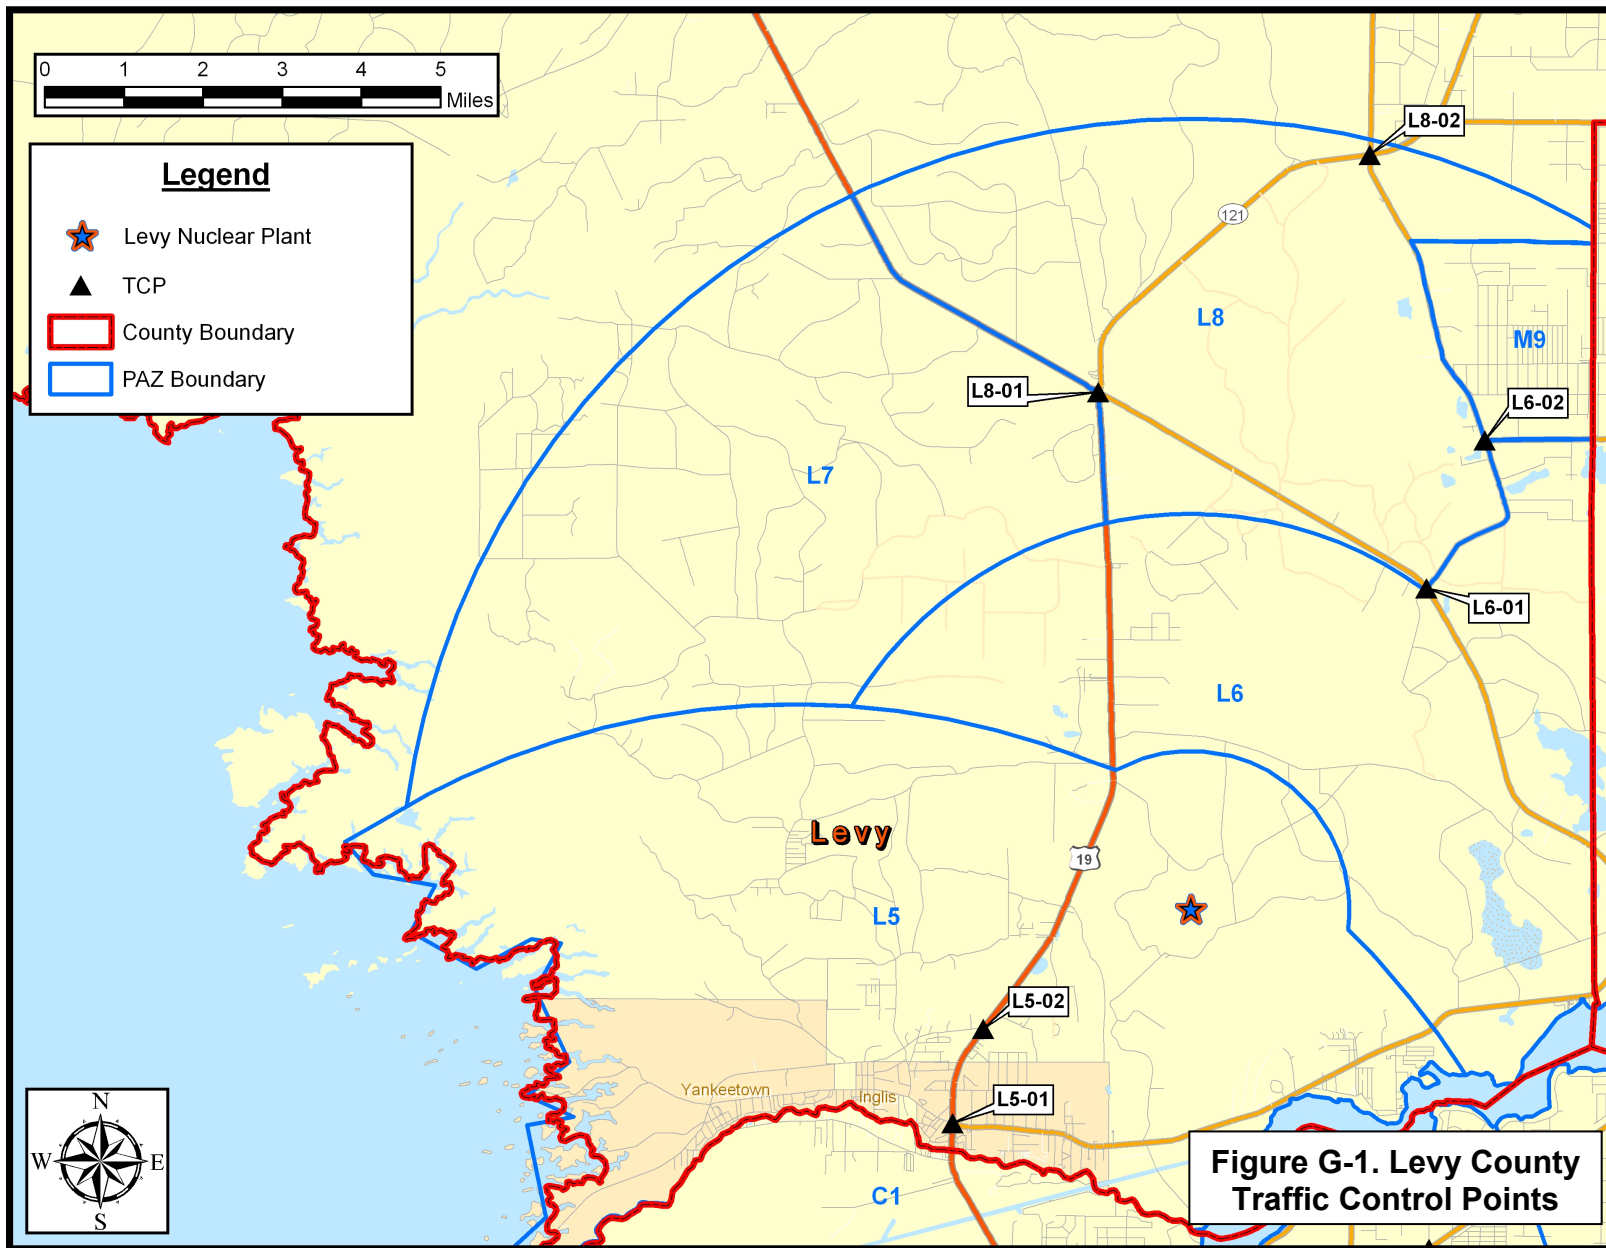 0 1 2 3 4 5
Miles
Legend
Levy Nuclear Plant
TCP
County Boundary
PAZ Boundary
L8-02
121
L8
M9
L8-01
L6-02
L7
L6-01
L6
Levy
19
L5
L5-02
Yankeetown
Inglis
L5-01
C1
N
W E
S
Figure G-1. Levy County
Traffic Control Points